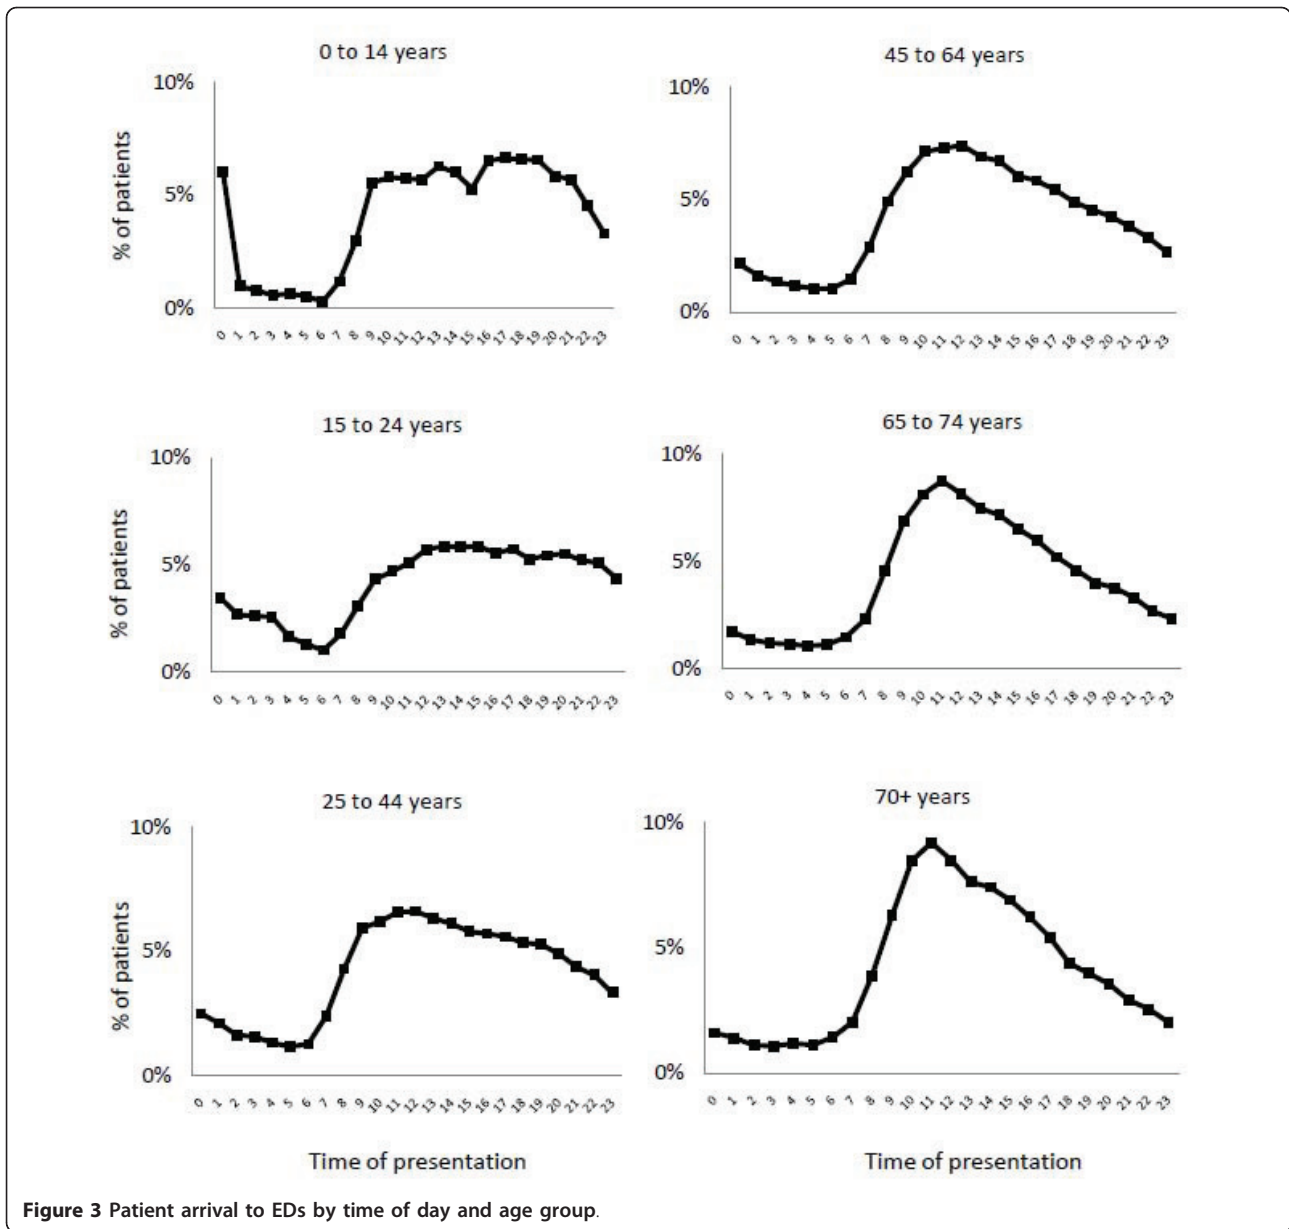 0 to 14 years
10%
5%
0%
% of patients
0 1 2 3 4 5 6 7 8 9 10 11 12 13 14 15 16 17 18 19 20 21 22 23
45 to 64 years
10%
5%
0%
0 1 2 3 4 5 6 7 8 9 10 11 12 13 14 15 16 17 18 19 20 21 22 23
15 to 24 years
10%
5%
0%
% of patients
0 1 2 3 4 5 6 7 8 9 10 11 12 13 14 15 16 17 18 19 20 21 22 23
65 to 74 years
10%
5%
0%
0 1 2 3 4 5 6 7 8 9 10 11 12 13 14 15 16 17 18 19 20 21 22 23
25 to 44 years
10%
5%
0%
% of patients
0 1 2 3 4 5 6 7 8 9 10 11 12 13 14 15 16 17 18 19 20 21 22 23
Time of presentation
70+ years
10%
5%
0%
0 1 2 3 4 5 6 7 8 9 10 11 12 13 14 15 16 17 18 19 20 21 22 23
Time of presentation
Figure 3 Patient arrival to EDs by time of day and age group.